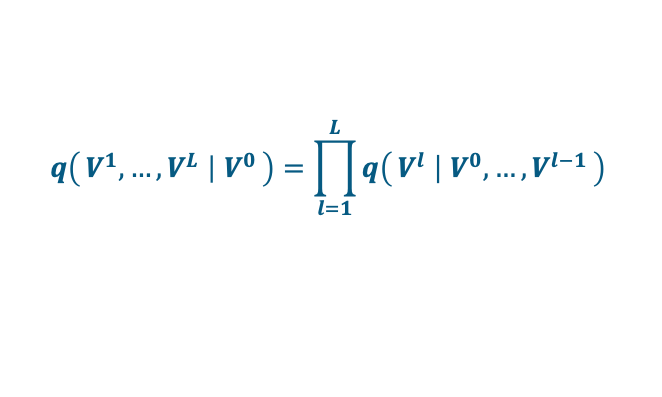 q( V¹, … , Vᴸ | V⁰ ) = ∏_{l=1}^{L} q( Vˡ | V⁰, … , Vˡ⁻¹ )